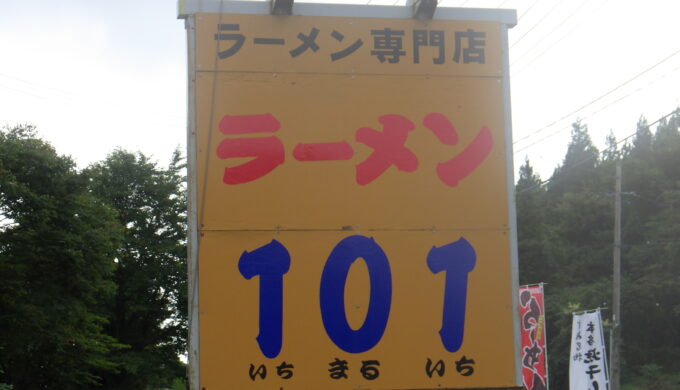 ラーメン専門店
ラーメン
101
いち まる いち